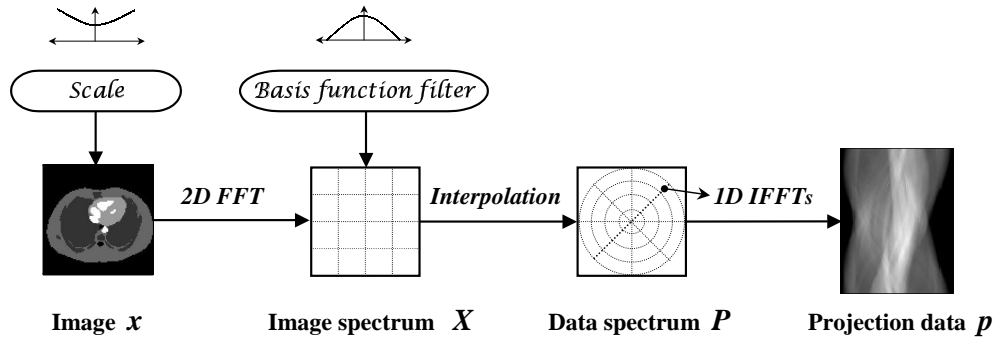 Scale
Basis function filter
2D FFT
Interpolation
1D IFFTs
Image x
Image spectrum X
Data spectrum P
Projection data p